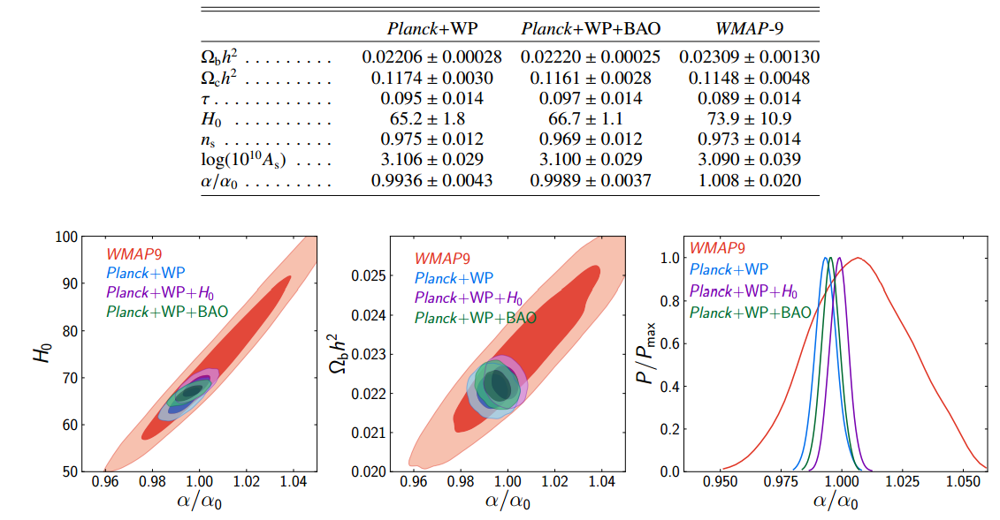 Planck+WP Planck+WP+BAO WMAP-9
Ωbh² . . . . . . . . . . 0.02206 ± 0.00028 0.02220 ± 0.00025 0.02309 ± 0.00130
Ωch² . . . . . . . . . 0.1174 ± 0.0030 0.1161 ± 0.0028 0.1148 ± 0.0048
τ . . . . . . . . . . . . 0.095 ± 0.014 0.097 ± 0.014 0.089 ± 0.014
H0 . . . . . . . . . . 65.2 ± 1.8 66.7 ± 1.1 73.9 ± 10.9
ns . . . . . . . . . . . 0.975 ± 0.012 0.969 ± 0.012 0.973 ± 0.014
log(10¹⁰As) . . . . 3.106 ± 0.029 3.100 ± 0.029 3.090 ± 0.039
α/α0 . . . . . . . . . 0.9936 ± 0.0043 0.9989 ± 0.0037 1.008 ± 0.020
H0
100
90
80
70
60
50
WMAP9
Planck+WP
Planck+WP+H0
Planck+WP+BAO
0.96 0.98 1.00 1.02 1.04
α/α0
Ωbh²
0.025
0.024
0.023
0.022
0.021
0.020
WMAP9
Planck+WP
Planck+WP+H0
Planck+WP+BAO
0.96 0.98 1.00 1.02 1.04
α/α0
P/Pmax
1.0
0.8
0.6
0.4
0.2
0.0
WMAP9
Planck+WP
Planck+WP+H0
Planck+WP+BAO
0.950 0.975 1.000 1.025 1.050
α/α0